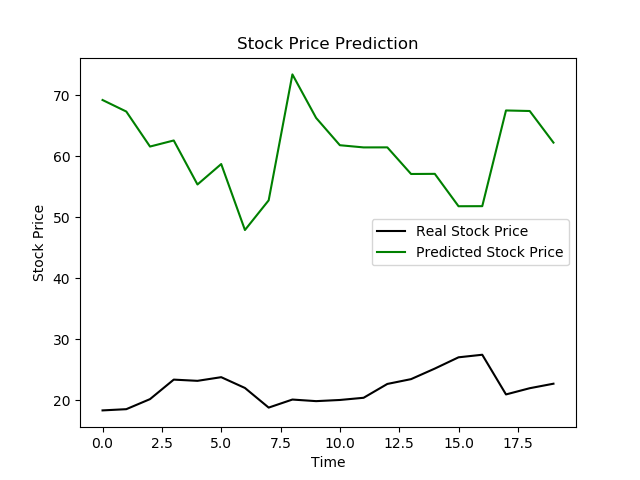 Stock Price Prediction
70
60
50
40
30
20
Stock Price
Real Stock Price
Predicted Stock Price
0.0 2.5 5.0 7.5 10.0 12.5 15.0 17.5
Time